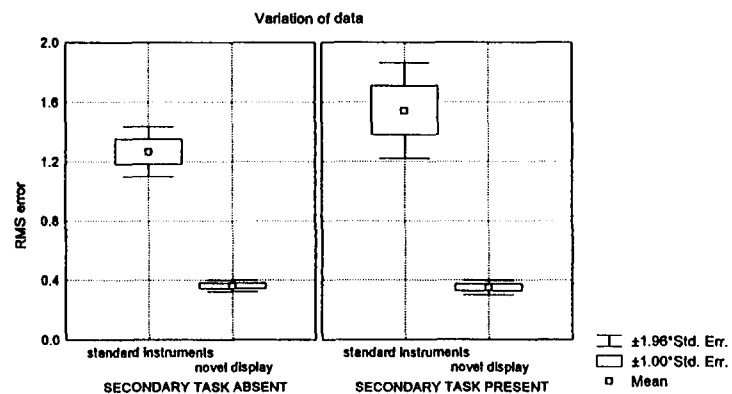 Variation of data
RMS error
2.0
1.6
1.2
0.8
0.4
0.0
standard instruments
novel display
SECONDARY TASK ABSENT
standard instruments
novel display
SECONDARY TASK PRESENT
±1.96*Std. Err.
±1.00*Std. Err.
Mean